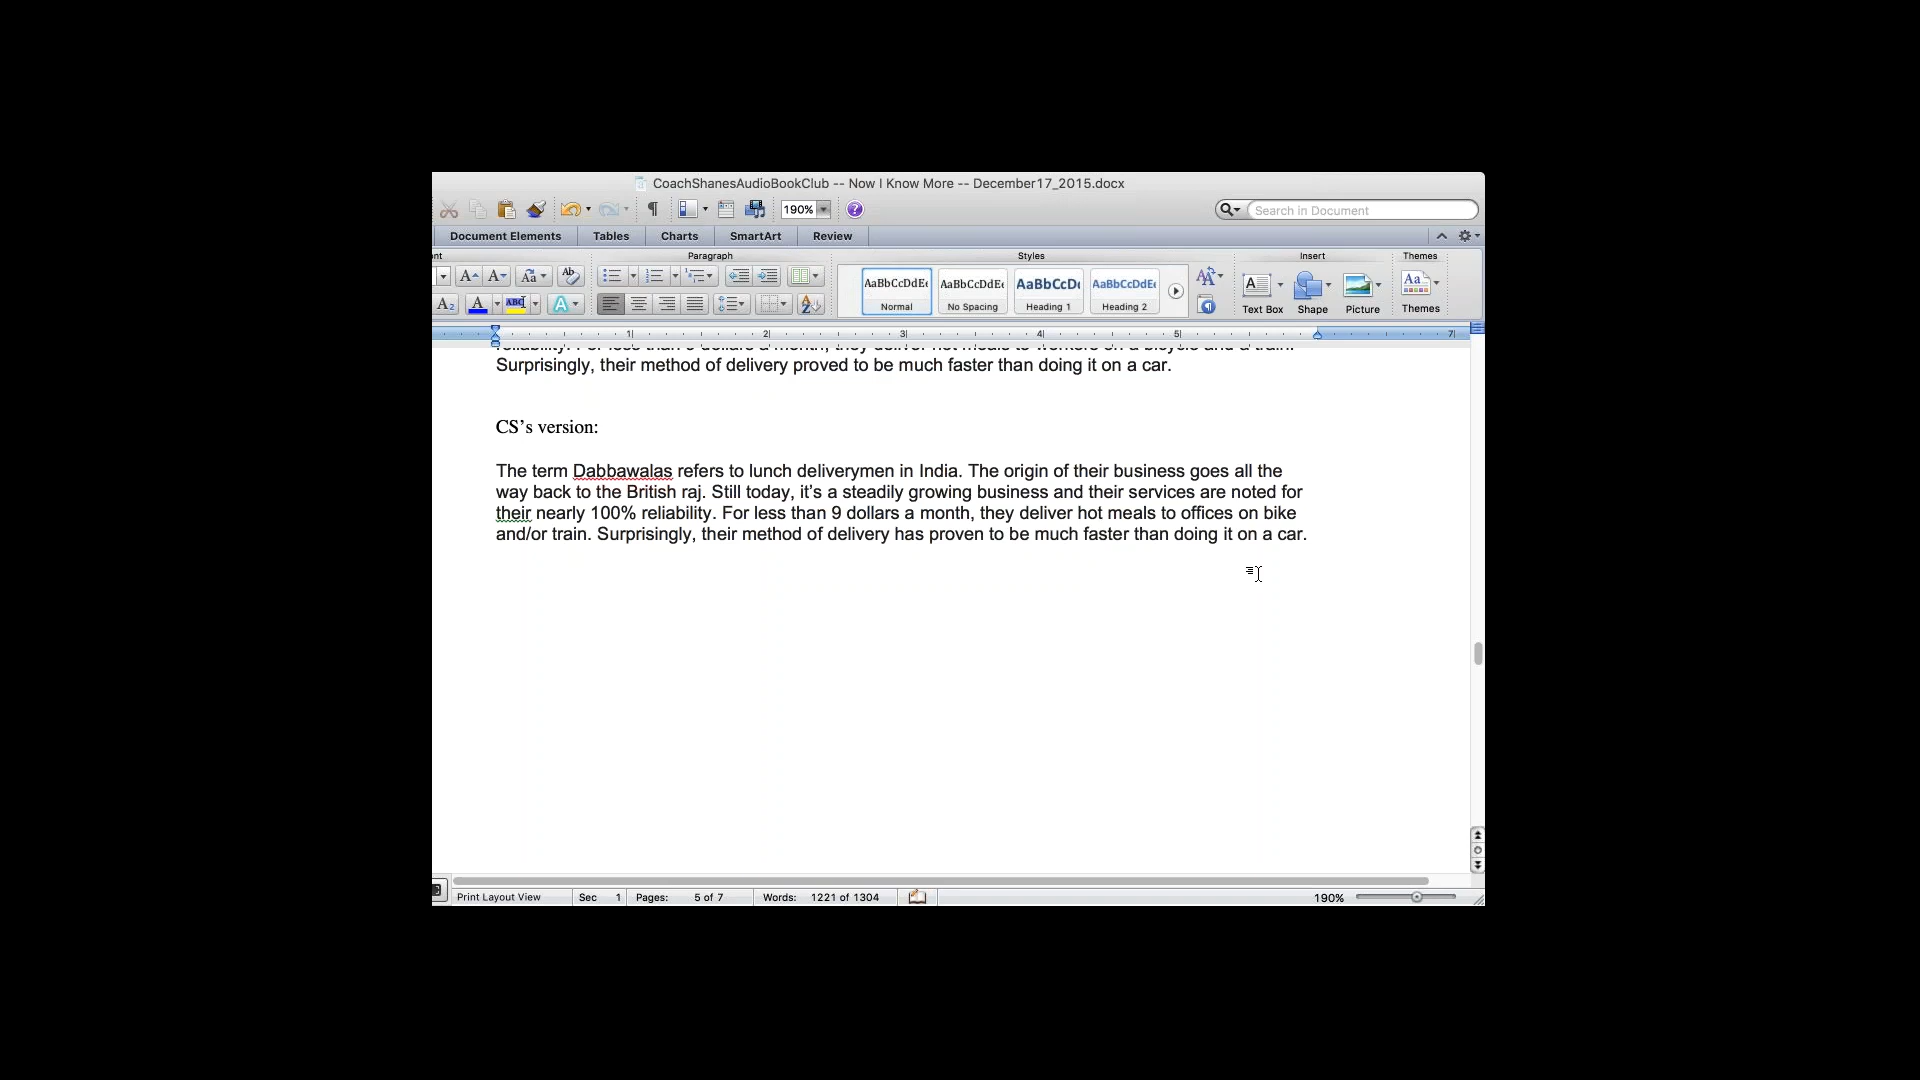 CoachShanesAudioBookClub -- Now I Know More -- December17_2015.docx
190%
Search in Document
Document Elements Tables Charts SmartArt Review
Paragraph Styles Insert Themes
AaBbCcDdEe AaBbCcDdEe AaBbCcDd AaBbCcDdEe
Normal No Spacing Heading 1 Heading 2 Text Box Shape Picture Themes
1 2 3 4 5 7
Surprisingly, their method of delivery proved to be much faster than doing it on a car.
CS’s version:
The term Dabbawalas refers to lunch deliverymen in India. The origin of their business goes all the
way back to the British raj. Still today, it’s a steadily growing business and their services are noted for
their nearly 100% reliability. For less than 9 dollars a month, they deliver hot meals to offices on bike
and/or train. Surprisingly, their method of delivery has proven to be much faster than doing it on a car.
Print Layout View Sec 1 Pages: 5 of 7 Words: 1221 of 1304 190%